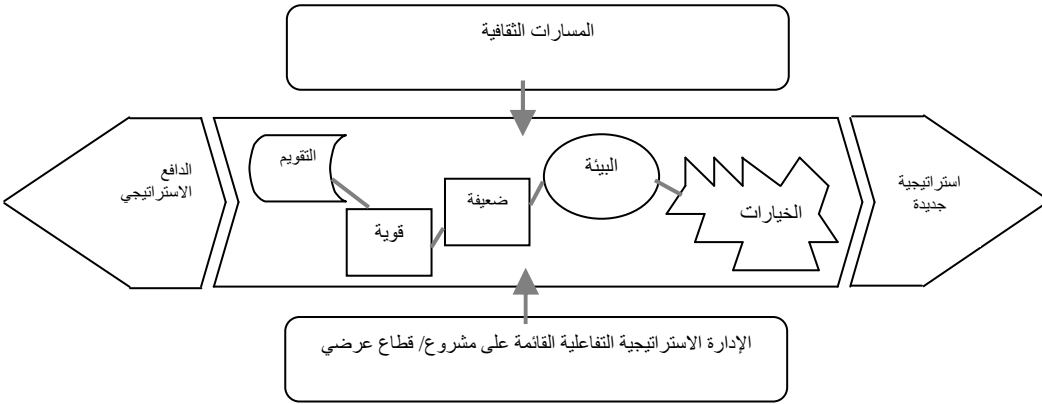 المسارات الثقافية
الدافع
الاستراتيجي
التقويم
قوية
ضعيفة
البيئة
الخيارات
استراتيجية
جديدة
الإدارة الاستراتيجية التفاعلية القائمة على مشروع/ قطاع عرضي